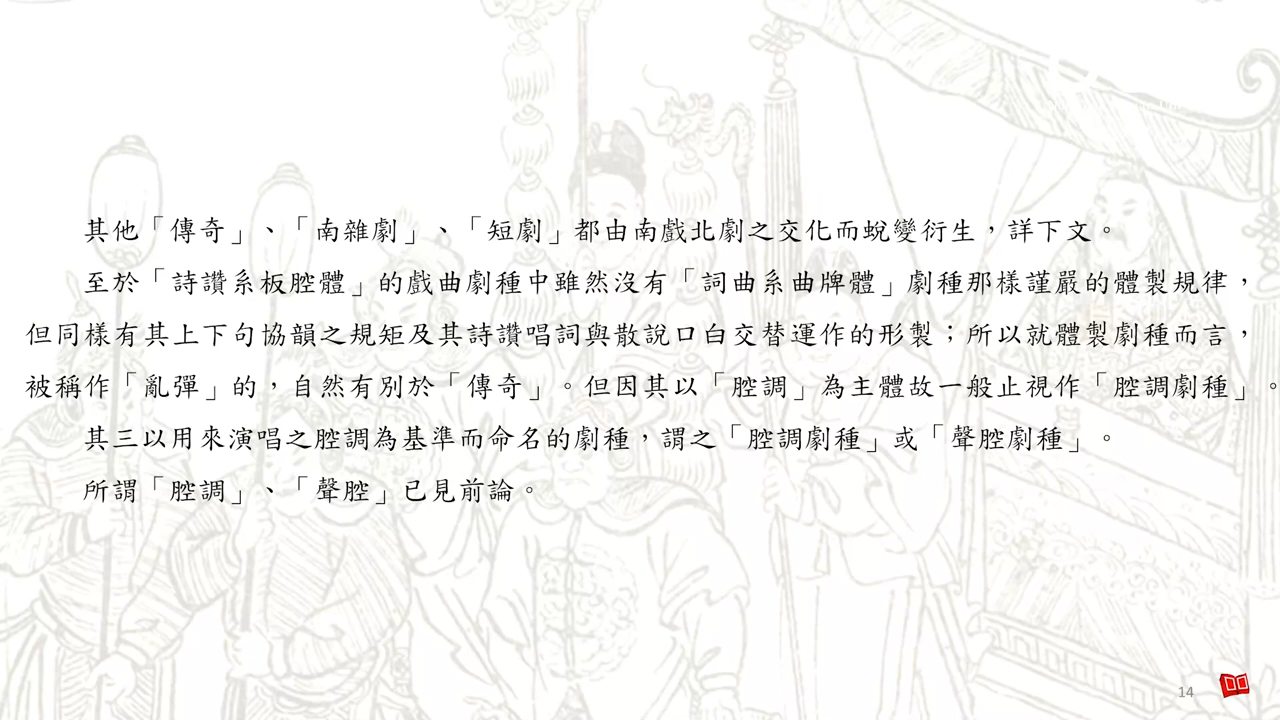 其他「傳奇」、「南雜劇」、「短劇」都由南戲北劇之交化而蛻變衍生，詳下文。
至於「詩讚系板腔體」的戲曲劇種中雖然沒有「詞曲系曲牌體」劇種那樣謹嚴的體製規律，
但同樣有其上下句協韻之規矩及其詩讚唱詞與散說口白交替運作的形製；所以就體製劇種而言，
被稱作「亂彈」的，自然有別於「傳奇」。但因其以「腔調」為主體故一般止視作「腔調劇種」。
其三以用來演唱之腔調為基準而命名的劇種，謂之「腔調劇種」或「聲腔劇種」。
所謂「腔調」、「聲腔」已見前論。
14